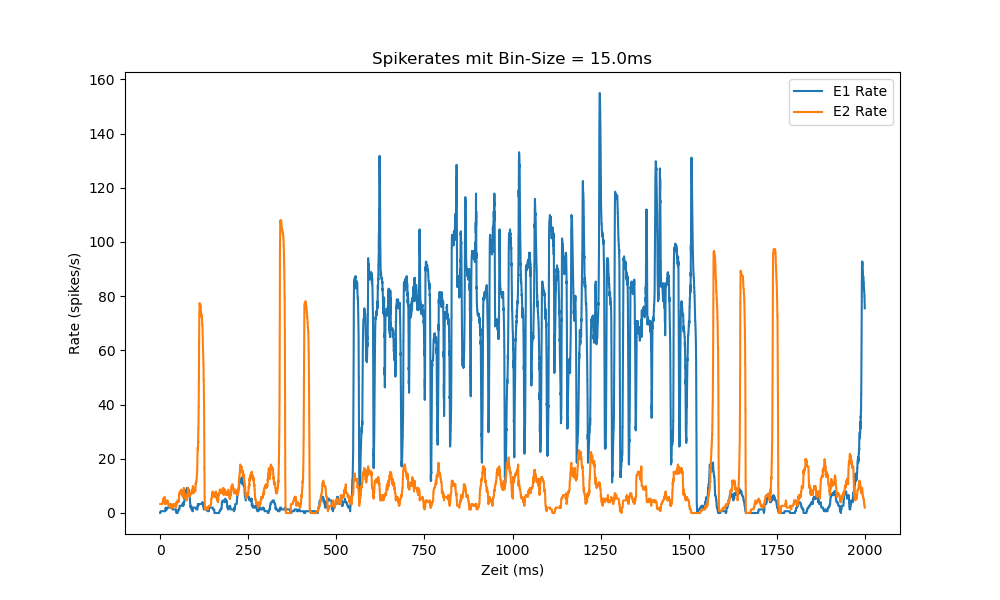 Spikerates mit Bin-Size = 15.0ms
E1 Rate
E2 Rate
Rate (spikes/s)
160
140
120
100
80
60
40
20
0
0 250 500 750 1000 1250 1500 1750 2000
Zeit (ms)